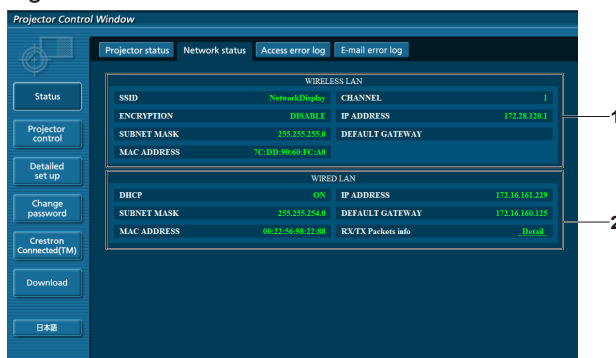 Projector Control Window
Projector status Network status Access error log E-mail error log
WIRELESS LAN
SSID NetworkDisplay CHANNEL 1
ENCRYPTION DISABLE IP ADDRESS 172.28.120.1
SUBNET MASK 255.255.255.0 DEFAULT GATEWAY
MAC ADDRESS 7C:DD:90:60:FC:A0
1
WIRED LAN
DHCP ON IP ADDRESS 172.16.161.229
SUBNET MASK 255.255.254.0 DEFAULT GATEWAY 172.16.160.125
MAC ADDRESS 00:22:56:98:22:88 RX/TX Packets info Detail
2
Status
Projector
control
Detailed
set up
Change
password
Crestron
Connected(TM)
Download
日本語